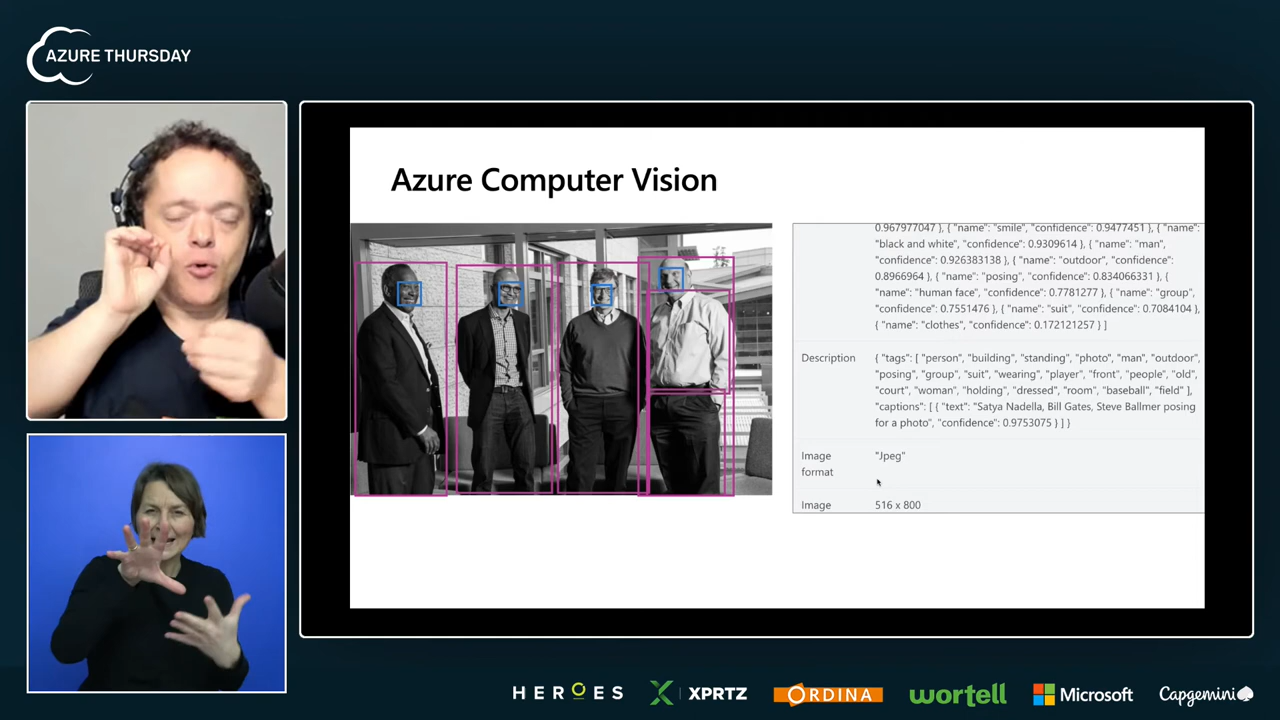 AZURE THURSDAY
Azure Computer Vision
0.967977047 }, { "name": "smile", "confidence": 0.9477451 }, { "name":
"black and white", "confidence": 0.9309614 }, { "name": "man",
"confidence": 0.926383138 }, { "name": "outdoor", "confidence":
0.8966964 }, { "name": "posing", "confidence": 0.834066331 }, {
"name": "human face", "confidence": 0.7781277 }, { "name": "group",
"confidence": 0.7551476 }, { "name": "suit", "confidence": 0.7084104 },
{ "name": "clothes", "confidence": 0.172121257 } ]
Description
{ "tags": [ "person", "building", "standing", "photo", "man", "outdoor",
"posing", "group", "suit", "wearing", "player", "front", "people", "old",
"court", "woman", "holding", "dressed", "room", "baseball", "field" ],
"captions": [ { "text": "Satya Nadella, Bill Gates, Steve Ballmer posing
for a photo", "confidence": 0.9753075 } ] }
Image
format
"Jpeg"
Image
516 x 800
HEROES
XPRTZ
ORDINA
wortell
Microsoft
Capgemini